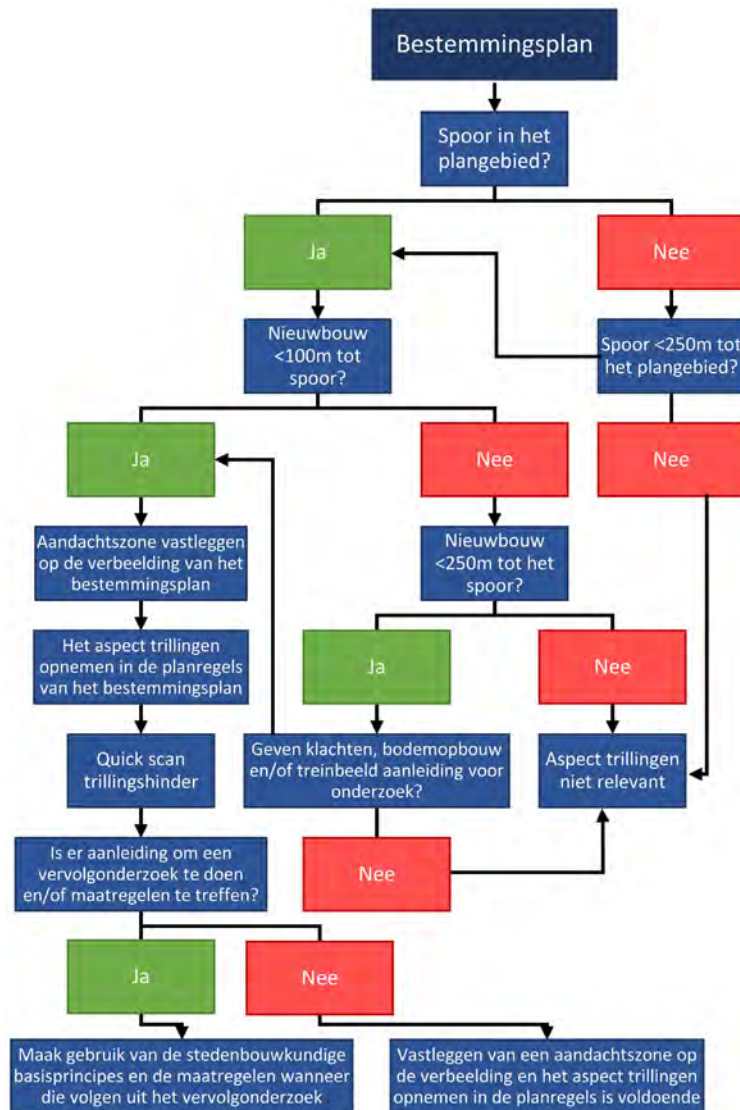 Bestemmingsplan
Spoor in het
plangebied?
Ja
Nee
Nieuwbouw
<100m tot
spoor?
Spoor <250m tot
het plangebied?
Ja
Nee
Nee
Aandachtszone vastleggen
op de verbeelding van het
bestemmingsplan
Nieuwbouw
<250m tot het
spoor?
Het aspect trillingen
opnemen in de planregels
van het bestemmingsplan
Ja
Nee
Quick scan
trillingshinder
Geven klachten, bodemopbouw
en/of treinbeeld aanleiding voor
onderzoek?
Aspect trillingen
niet relevant
Is er aanleiding om een
vervolgonderzoek te doen
en/of maatregelen te treffen?
Nee
Ja
Nee
Maak gebruik van de stedenbouwkundige
basisprincipes en de maatregelen wanneer
die volgen uit het vervolgonderzoek
Vastleggen van een aandachtszone op
de verbeelding en het aspect trillingen
opnemen in de planregels is voldoende